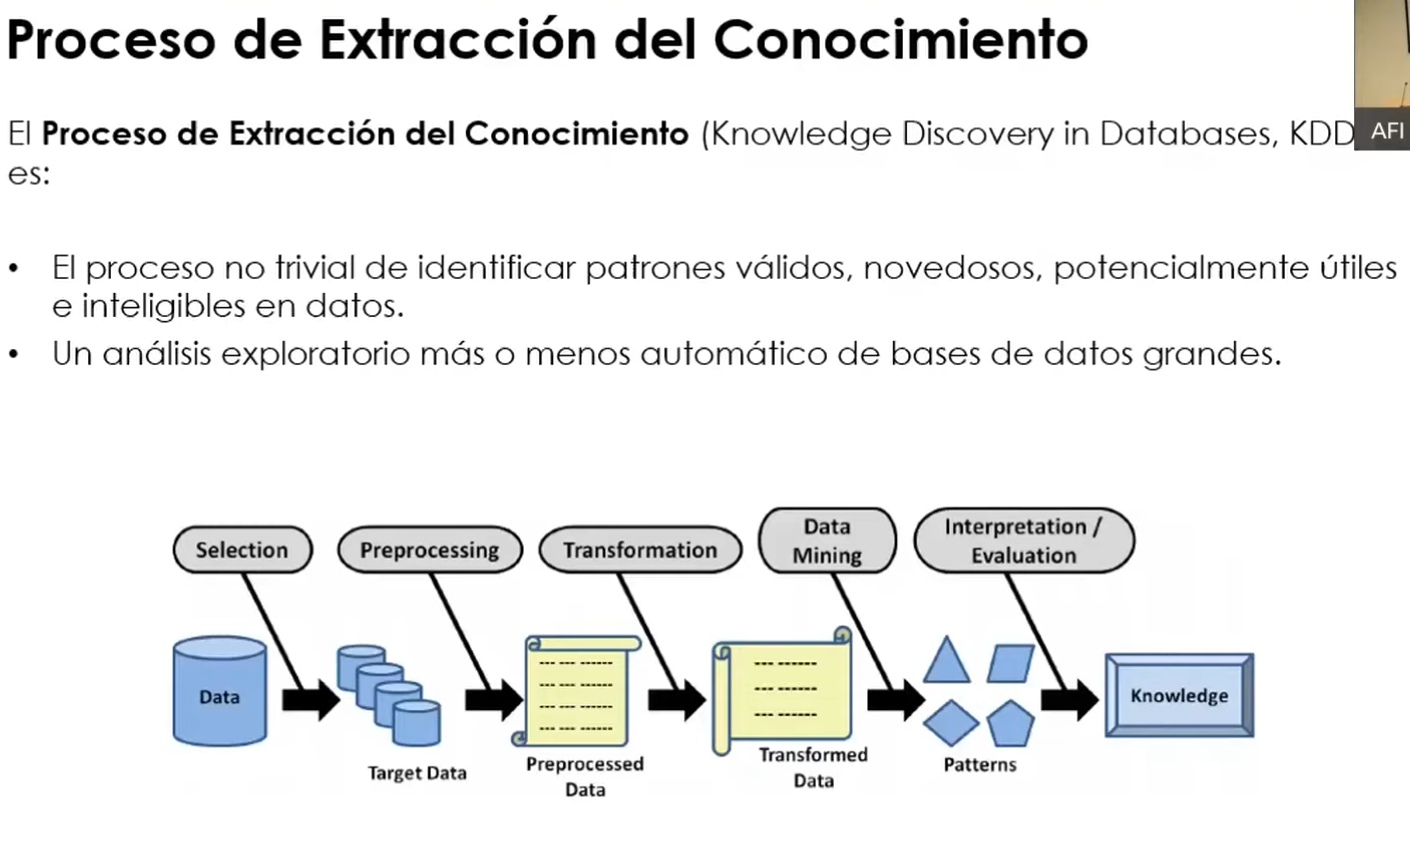 Proceso de Extracción del Conocimiento
El Proceso de Extracción del Conocimiento (Knowledge Discovery in Databases, KDD
es:
• El proceso no trivial de identificar patrones válidos, novedosos, potencialmente útiles
e inteligibles en datos.
• Un análisis exploratorio más o menos automático de bases de datos grandes.
Selection
Preprocessing
Transformation
Data
Mining
Interpretation /
Evaluation
Data
Target Data
Preprocessed
Data
Transformed
Data
Patterns
Knowledge
AFI